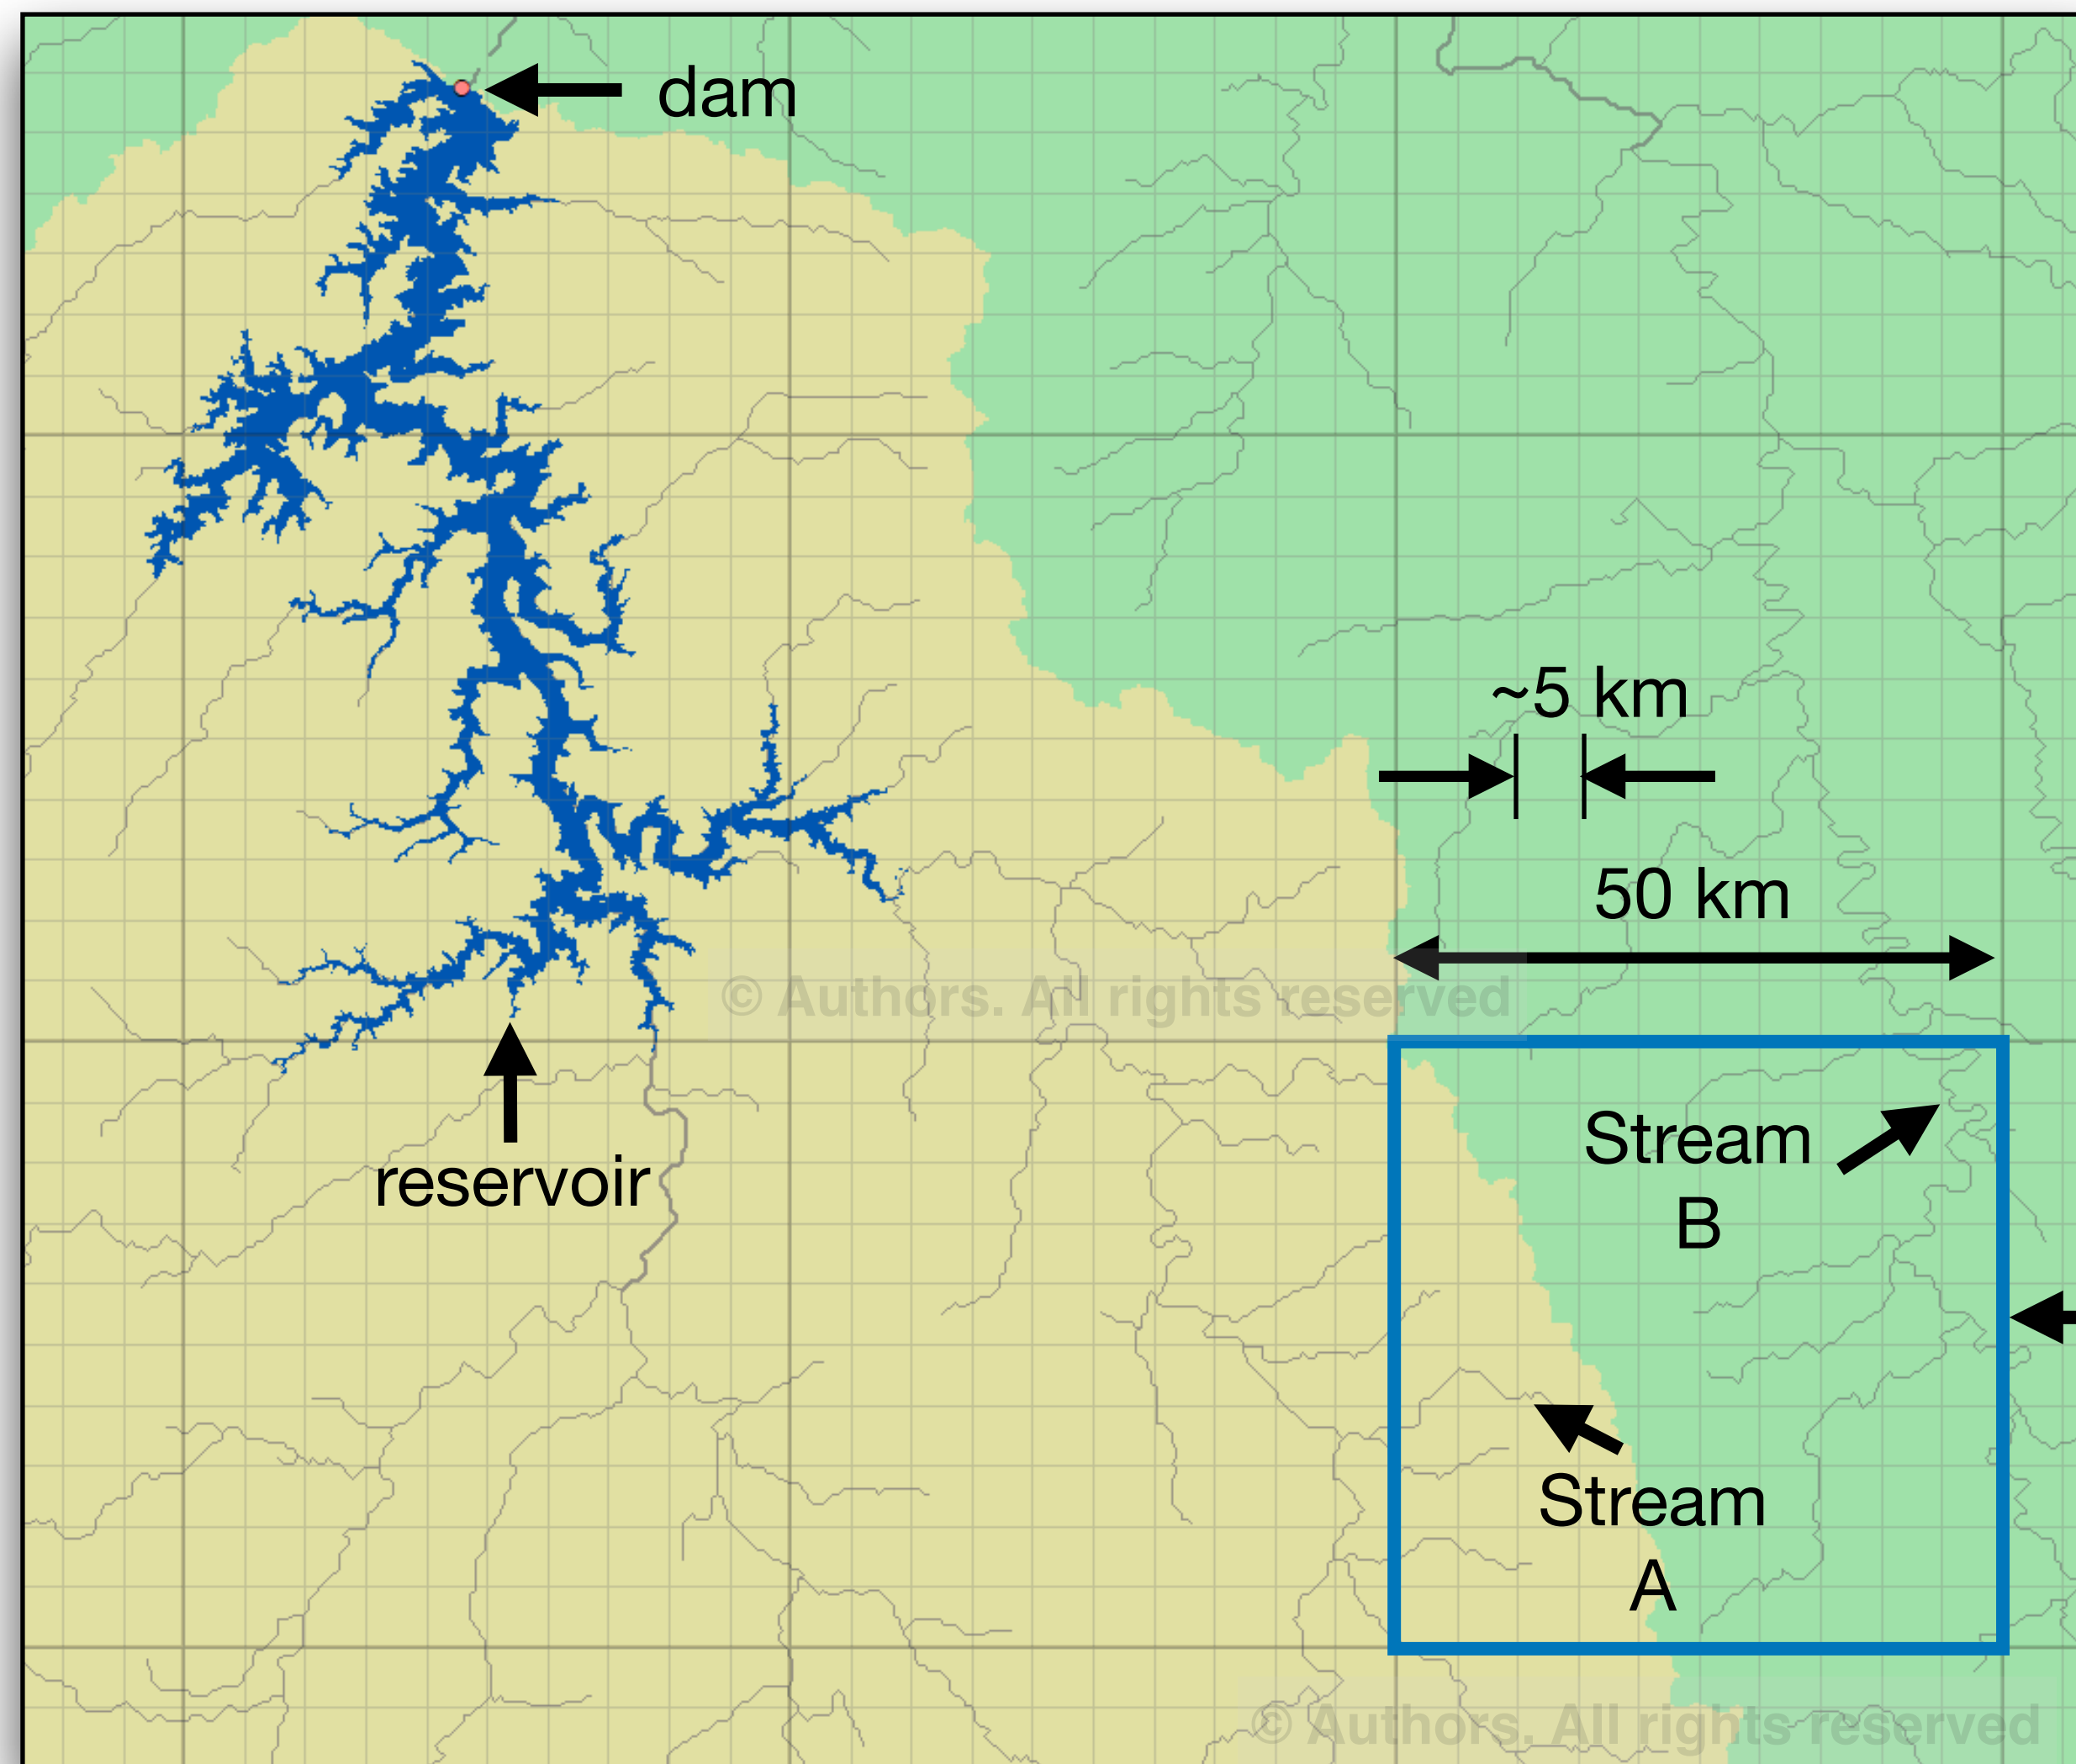 dam
~5 km
50 km
© Authors. All rights reserved
reservoir
Stream
B
Stream
A
© Authors. All rights reserved